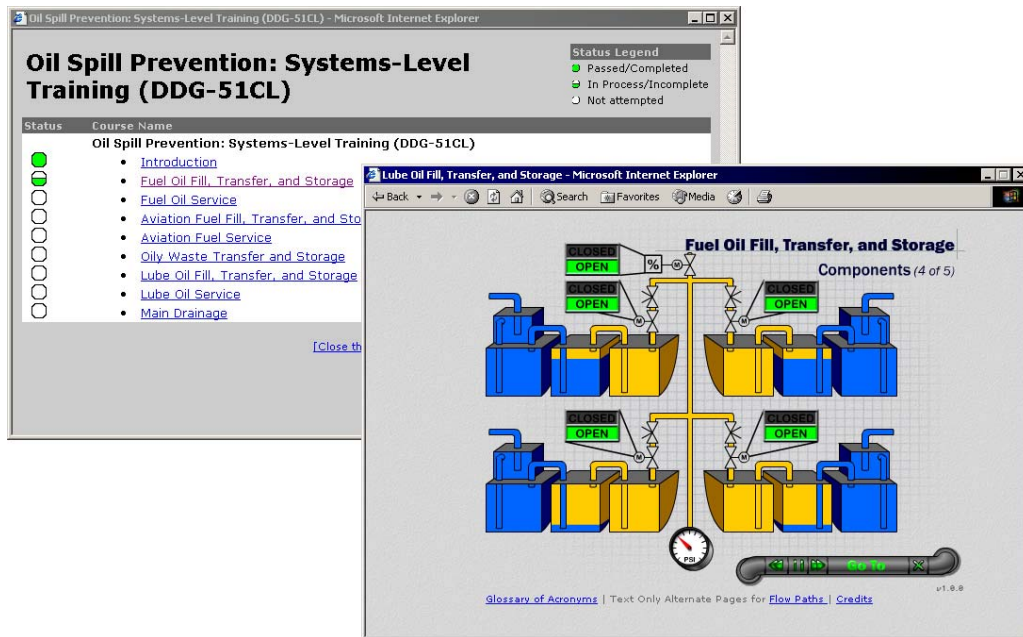 Oil Spill Prevention: Systems-Level Training (DDG-51CL) - Microsoft Internet Explorer
Oil Spill Prevention: Systems-Level
Training (DDG-51CL)
Status Legend
Passed/Completed
In Process/Incomplete
Not attempted
Status Course Name
Oil Spill Prevention: Systems-Level Training (DDG-51CL)
• Introduction
• Fuel Oil Fill, Transfer, and Storage
• Fuel Oil Service
• Aviation Fuel Fill, Transfer, and Sto
• Aviation Fuel Service
• Oily Waste Transfer and Storage
• Lube Oil Fill, Transfer, and Storage
• Lube Oil Service
• Main Drainage
[Close th
Lube Oil Fill, Transfer, and Storage - Microsoft Internet Explorer
Back Search Favorites Media
Fuel Oil Fill, Transfer, and Storage
Components (4 of 5)
CLOSED
OPEN
% M
CLOSED CLOSED
OPEN OPEN
M M
CLOSED CLOSED
OPEN OPEN
M M
PSI
Go To
v1.0.0
Glossary of Acronyms | Text Only Alternate Pages for Flow Paths | Credits